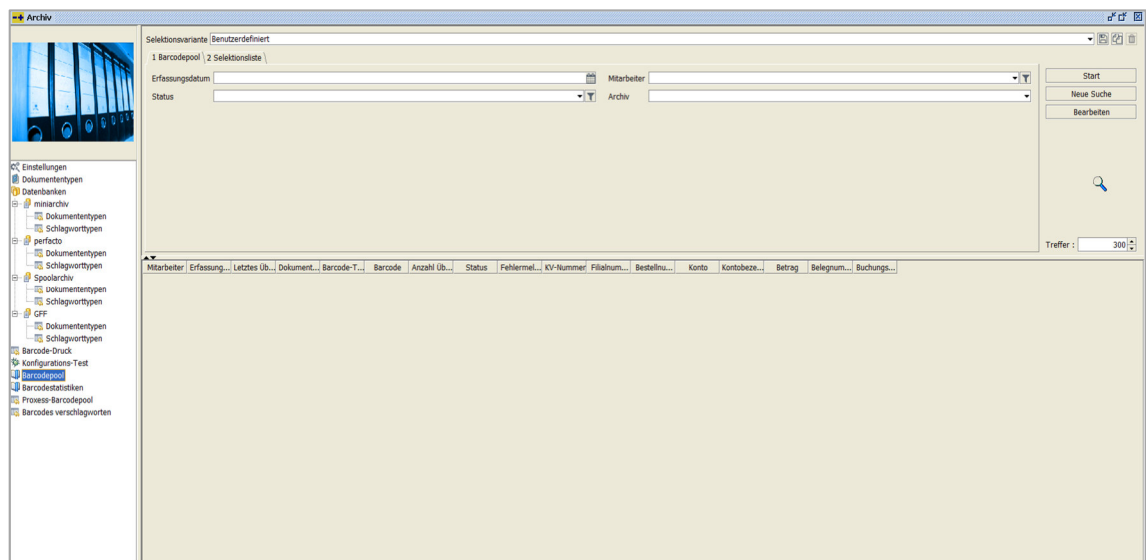 Archiv
Selektionsvariante Benutzerdefiniert
1 Barcodepool \ 2 Selektionsliste \
Erfassungsdatum Mitarbeiter Start
Status Archiv Neue Suche
Bearbeiten
Treffer : 300
Einstellungen
Dokumententypen
Datenbanken
miniarchiv
Dokumententypen
Schlagworttypen
perfacto
Dokumententypen
Schlagworttypen
Spoolarchiv
Dokumententypen
Schlagworttypen
GFF
Dokumententypen
Schlagworttypen
Barcode-Druck
Konfigurations-Test
Barcodepool
Barcodestatistiken
Proxess-Barcodepool
Barcodes verschlagworten
Mitarbeiter Erfassung... Letztes Üb... Dokument... Barcode-T... Barcode Anzahl Üb... Status Fehlermel... KV-Nummer Filialnum... Bestellnu... Konto Kontobeze... Betrag Belegnum... Buchungs...